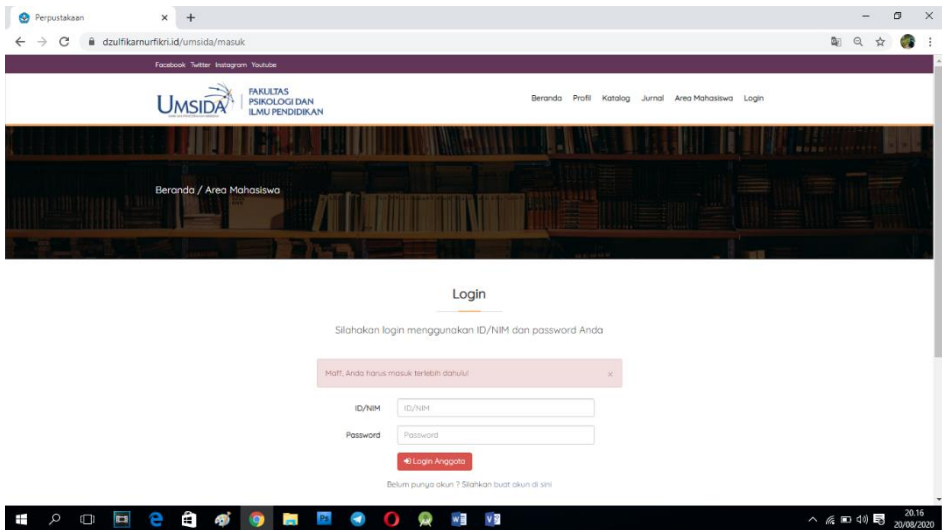 Perpustakaan
dzulfikarnurfikri.id/umsida/masuk
Facebook Twitter Instagram Youtube
UMSIDA
FAKULTAS
PSIKOLOGI DAN
ILMU PENDIDIKAN
Beranda Profil Katalog Jurnal Area Mahasiswa Login
Beranda / Area Mahasiswa
Login
Silahakan login menggunakan ID/NIM dan password Anda
Maff, Anda harus masuk terlebih dahulu! ×
ID/NIM ID/NIM
Password Password
Login Anggota
Belum punya akun ? Silahkan buat akun di sini
20.16
20/08/2023